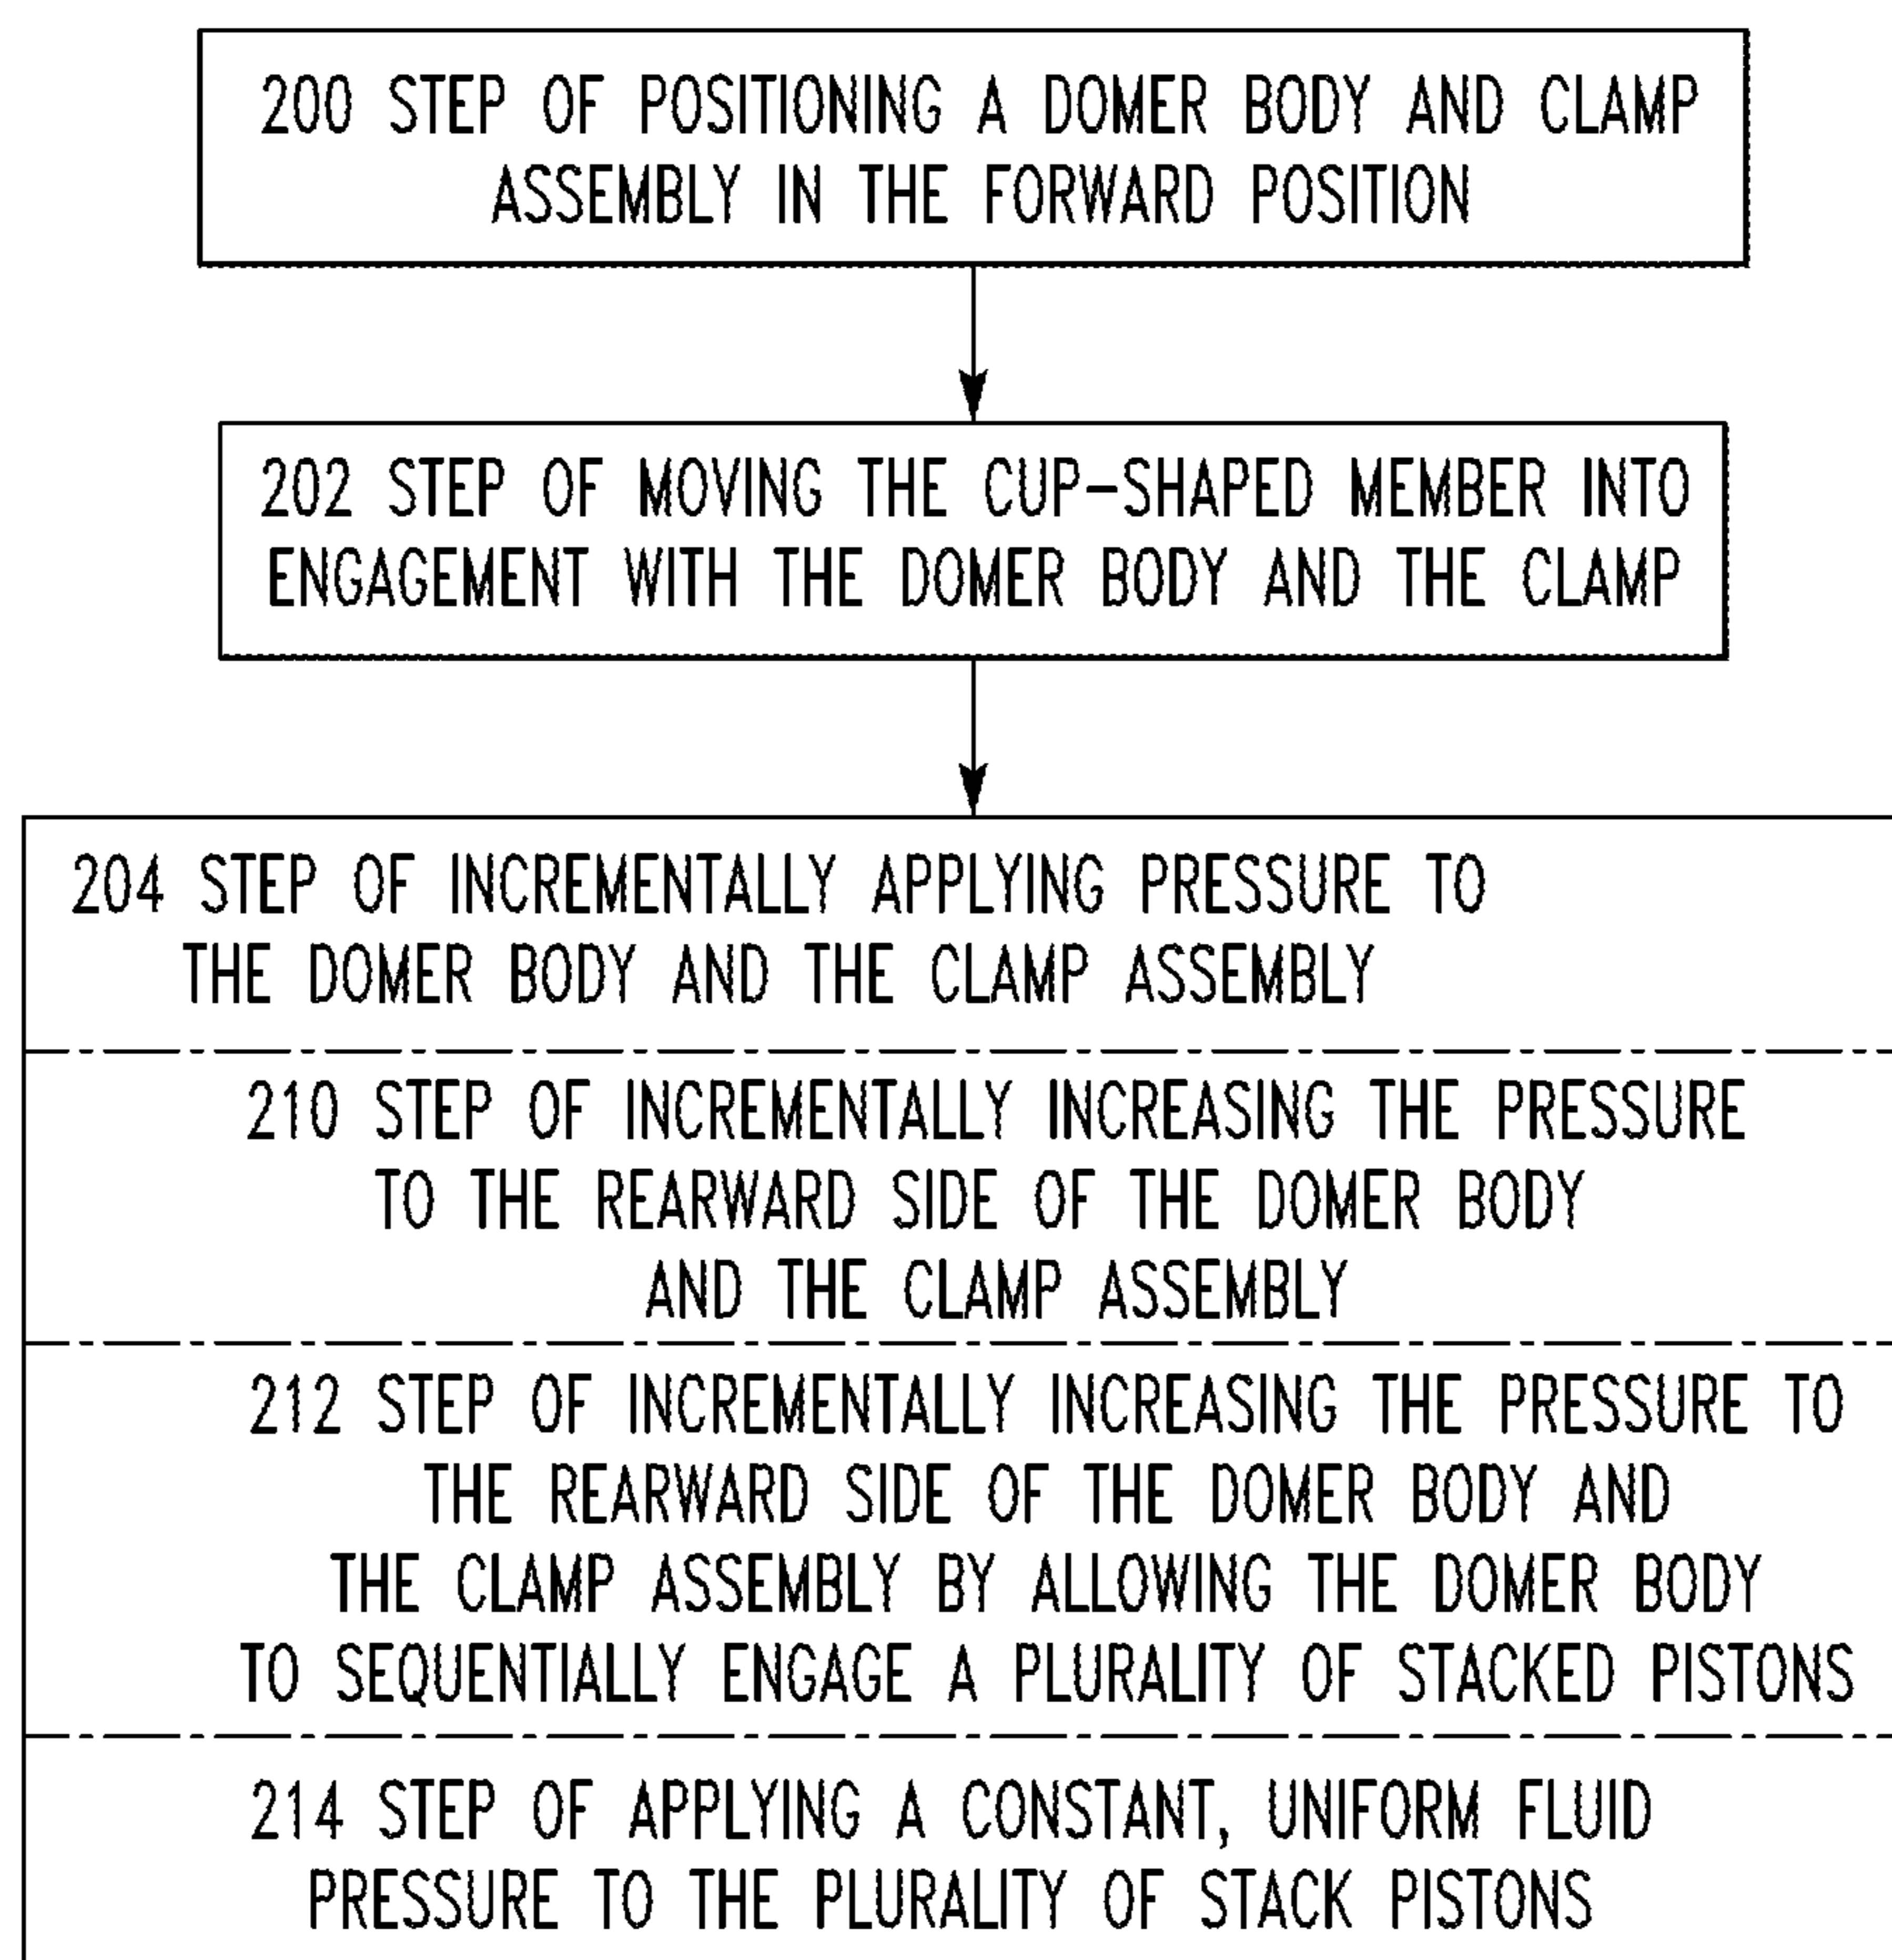 200 STEP OF POSITIONING A DOMER BODY AND CLAMP
ASSEMBLY IN THE FORWARD POSITION
202 STEP OF MOVING THE CUP-SHAPED MEMBER INTO
ENGAGEMENT WITH THE DOMER BODY AND THE CLAMP
204 STEP OF INCREMENTALLY APPLYING PRESSURE TO
THE DOMER BODY AND THE CLAMP ASSEMBLY
210 STEP OF INCREMENTALLY INCREASING THE PRESSURE
TO THE REARWARD SIDE OF THE DOMER BODY
AND THE CLAMP ASSEMBLY
212 STEP OF INCREMENTALLY INCREASING THE PRESSURE TO
THE REARWARD SIDE OF THE DOMER BODY AND
THE CLAMP ASSEMBLY BY ALLOWING THE DOMER BODY
TO SEQUENTIALLY ENGAGE A PLURALITY OF STACKED PISTONS
214 STEP OF APPLYING A CONSTANT, UNIFORM FLUID
PRESSURE TO THE PLURALITY OF STACK PISTONS